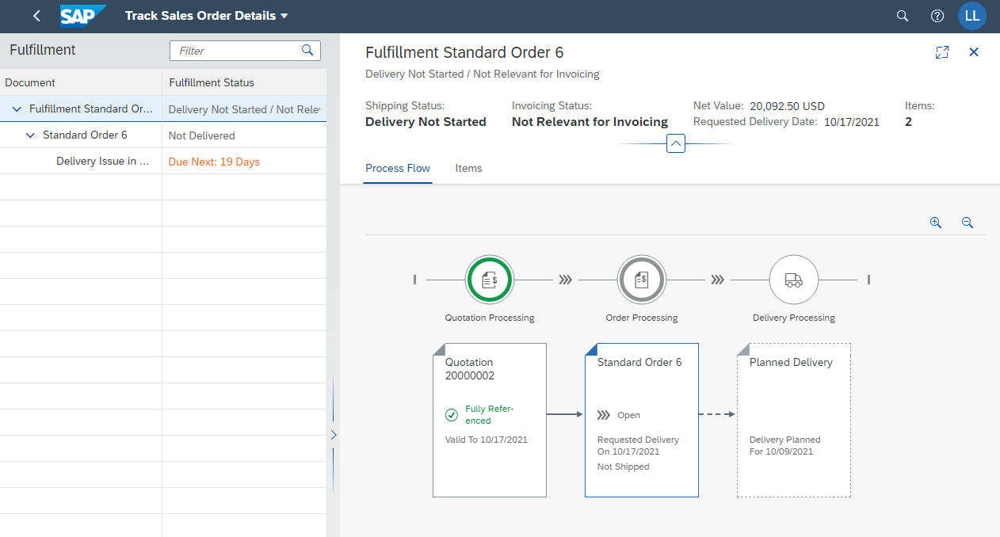 SAP
Track Sales Order Details
LL
Fulfillment
Filter
Document
Fulfillment Status
Fulfillment Standard Or...
Delivery Not Started / Not Rele
Standard Order 6
Not Delivered
Delivery Issue in ...
Due Next: 19 Days
Fulfillment Standard Order 6
Delivery Not Started / Not Relevant for Invoicing
Shipping Status:
Delivery Not Started
Invoicing Status:
Not Relevant for Invoicing
Net Value: 20,092.50 USD
Requested Delivery Date: 10/17/2021
Items:
2
Process Flow
Items
Quotation Processing
Order Processing
Delivery Processing
Quotation
20000002
Fully Refer-
enced
Valid To 10/17/2021
Standard Order 6
Open
Requested Delivery
On 10/17/2021
Not Shipped
Planned Delivery
Delivery Planned
For 10/09/2021